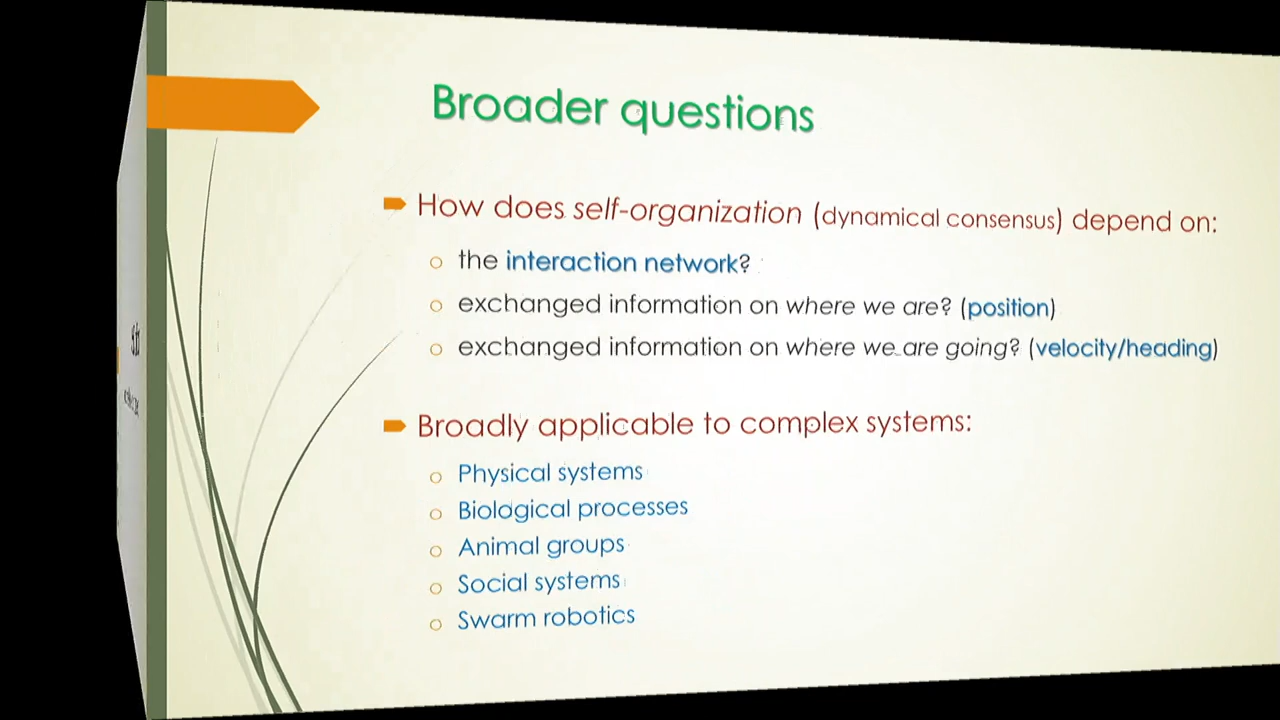 Broader questions
How does self-organization (dynamical consensus) depend on:
the interaction network?
exchanged information on where we are? (position)
exchanged information on where we are going? (velocity/heading)
Broadly applicable to complex systems:
Physical systems
Biological processes
Animal groups
Social systems
Swarm robotics